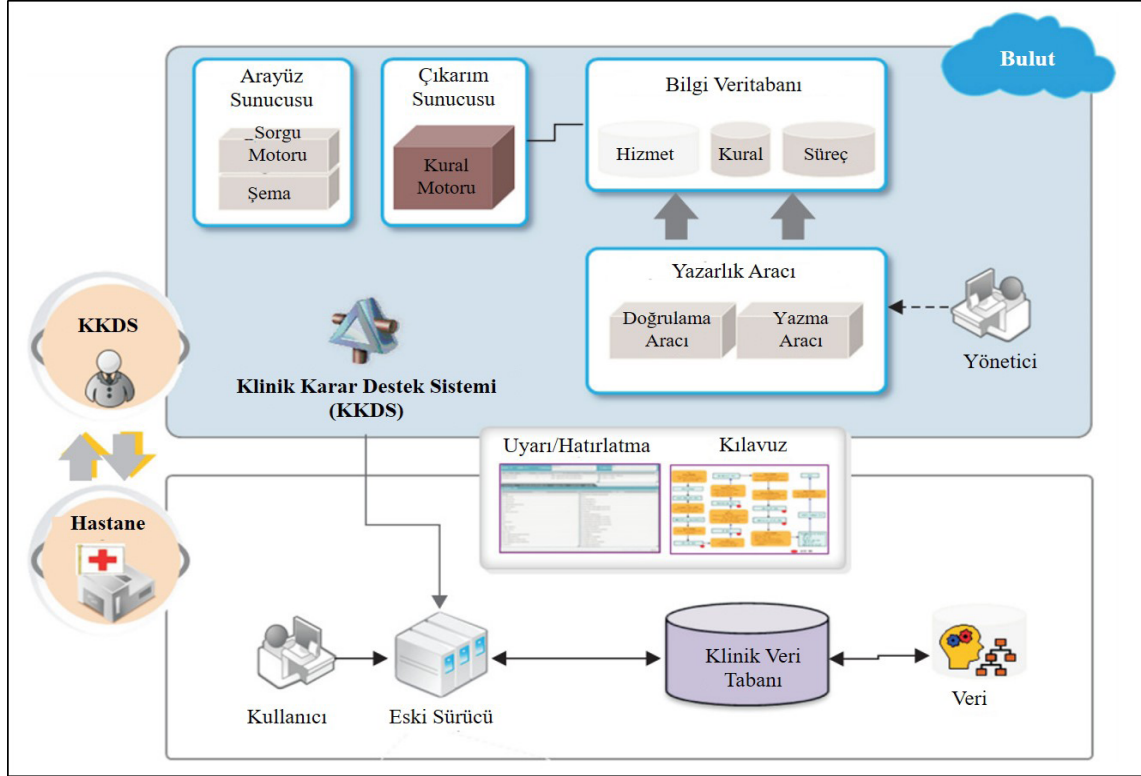 Bulut
Arayüz
Sunucusu
_Sorgu
Motoru
Şema
Çıkarım
Sunucusu
Kural
Motoru
Bilgi Veritabanı
Hizmet
Kural
Süreç
Yazarlık Aracı
Doğrulama
Aracı
Yazma
Aracı
Yönetici
KKDS
Klinik Karar Destek Sistemi
(KKDS)
Uyarı/Hatırlatma
Kılavuz
Hastane
Kullanıcı
Eski Sürücü
Klinik Veri
Tabanı
Veri